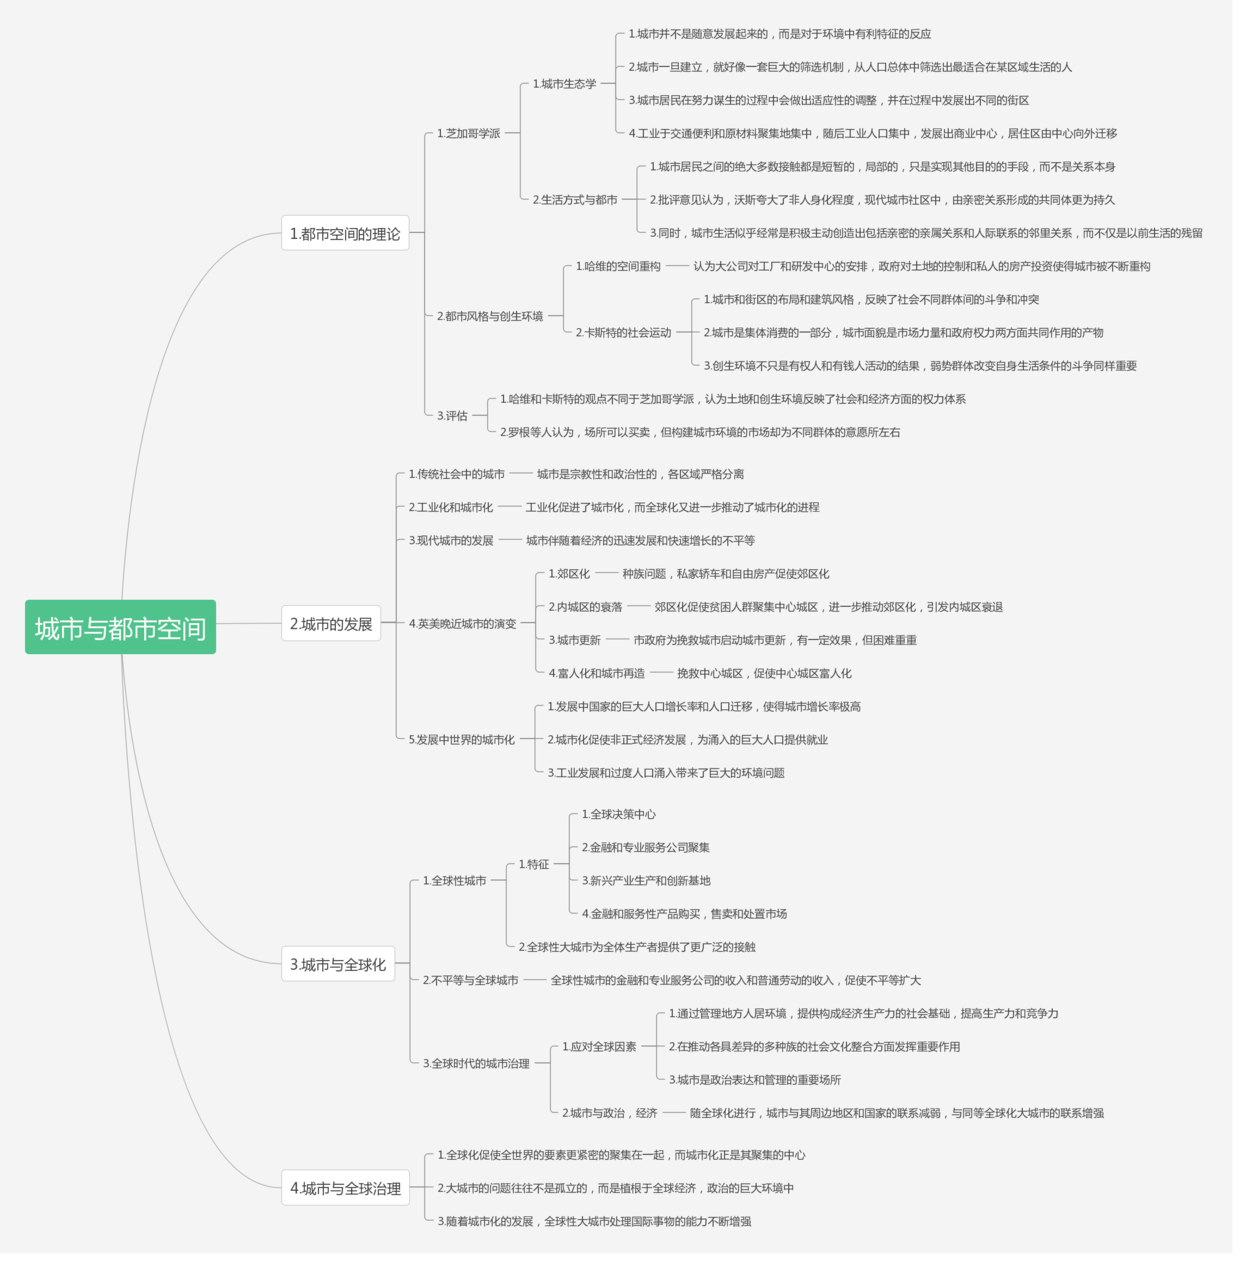 城市与都市空间
1.都市空间的理论
1.芝加哥学派
1.城市生态学
1.城市并不是随意发展起来的，而是对于环境中有利特征的反应
2.城市一旦建立，就好像一套巨大的筛选机制，从人口总体中筛选出最适合在某区域生活的人
3.城市居民在努力谋生的过程中会做出适应性的调整，并在过程中发展出不同的街区
4.工业于交通便利和原材料聚集地集中，随后工业人口集中，发展出商业中心，居住区由中心向外迁移
2.生活方式与都市
1.城市居民之间的绝大多数接触都是短暂的，局部的，只是实现其他目的的手段，而不是关系本身
2.批评意见认为，沃斯夸大了非人身化程度，现代城市社区中，由亲密关系形成的共同体更为持久
3.同时，城市生活似乎经常是积极主动创造出包括亲密的亲属关系和人际联系的邻里关系，而不仅是以前生活的残留
2.都市风格与创生环境
1.哈维的空间重构
认为大公司对工厂和研发中心的安排，政府对土地的控制和私人的房产投资使得城市被不断重构
2.卡斯特的社会运动
1.城市和街区的布局和建筑风格，反映了社会不同群体间的斗争和冲突
2.城市是集体消费的一部分，城市面貌是市场力量和政府权力两方面共同作用的产物
3.创生环境不只是有权人和有钱人活动的结果，弱势群体改变自身生活条件的斗争同样重要
3.评估
1.哈维和卡斯特的观点不同于芝加哥学派，认为土地和创生环境反映了社会和经济方面的权力体系
2.罗根等人认为，场所可以买卖，但构建城市环境的市场却为不同群体的意愿所左右
2.城市的发展
1.传统社会中的城市
城市是宗教性和政治性的，各区域严格分离
2.工业化和城市化
工业化促进了城市化，而全球化又进一步推动了城市化的进程
3.现代城市的发展
城市伴随着经济的迅速发展和快速增长的不平等
4.英美晚近城市的演变
1.郊区化
种族问题，私家轿车和自由房产促使郊区化
2.内城区的衰落
郊区化促使贫困人群聚集中心城区，进一步推动郊区化，引发内城区衰退
3.城市更新
市政府为挽救城市启动城市更新，有一定效果，但困难重重
4.富人化和城市再造
挽救中心城区，促使中心城区富人化
5.发展中世界的城市化
1.发展中国家的巨大人口增长率和人口迁移，使得城市增长率极高
2.城市化促使非正式经济发展，为涌入的巨大人口提供就业
3.工业发展和过度人口涌入带来了巨大的环境问题
3.城市与全球化
1.全球性城市
1.特征
1.全球决策中心
2.金融和专业服务公司聚集
3.新兴产业生产和创新基地
4.金融和服务性产品购买，售卖和处置市场
2.全球性大城市为全体生产者提供了更广泛的接触
2.不平等与全球城市
全球性城市的金融和专业服务公司的收入和普通劳动的收入，促使不平等扩大
3.全球时代的城市治理
1.应对全球因素
1.通过管理地方人居环境，提供构成经济生产力的社会基础，提高生产力和竞争力
2.在推动各具差异的多种族的社会文化整合方面发挥重要作用
3.城市是政治表达和管理的重要场所
2.城市与政治，经济
随全球化进行，城市与其周边地区和国家的联系减弱，与同等全球化大城市的联系增强
4.城市与全球治理
1.全球化促使全世界的要素更紧密的聚集在一起，而城市化正是其聚集的中心
2.大城市的问题往往不是孤立的，而是植根于全球经济，政治的巨大环境中
3.随着城市化的发展，全球性大城市处理国际事物的能力不断增强